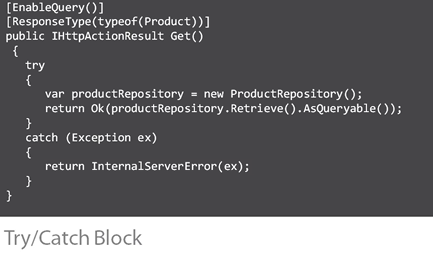 [EnableQuery()]
[ResponseType(typeof(Product))]
public IHttpActionResult Get()
{
try
{
var productRepository = new ProductRepository();
return Ok(productRepository.Retrieve().AsQueryable());
}
catch (Exception ex)
{
return InternalServerError(ex);
}
}
Try/Catch Block